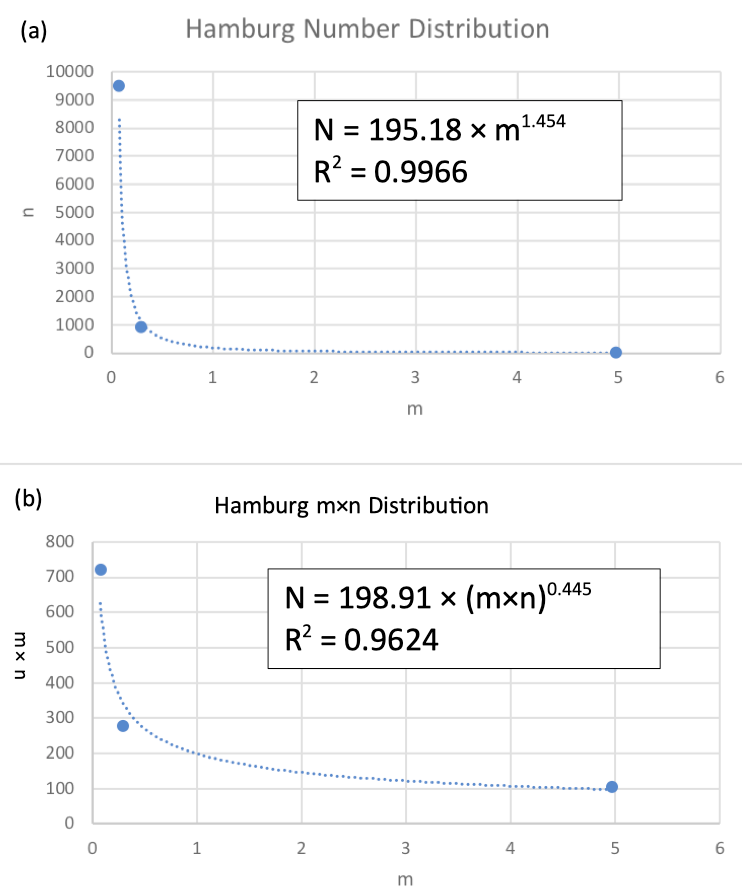 (a)
Hamburg Number Distribution
10000
9000
8000
7000
6000
5000
4000
3000
2000
1000
0
n
N = 195.18 × m^1.454
R² = 0.9966
0 1 2 3 4 5 6
m
(b)
Hamburg m×n Distribution
800
700
600
500
400
300
200
100
0
m × n
N = 198.91 × (m×n)^0.445
R² = 0.9624
0 1 2 3 4 5 6
m